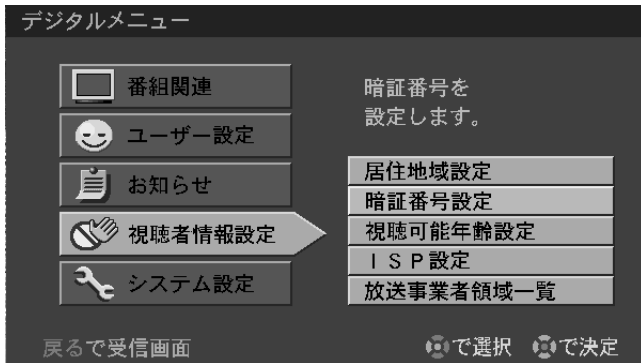 デジタルメニュー
番組関連
ユーザー設定
お知らせ
視聴者情報設定
システム設定
暗証番号を
設定します。
居住地域設定
暗証番号設定
視聴可能年齢設定
ISP設定
放送事業者領域一覧
戻るで受信画面
で選択 で決定